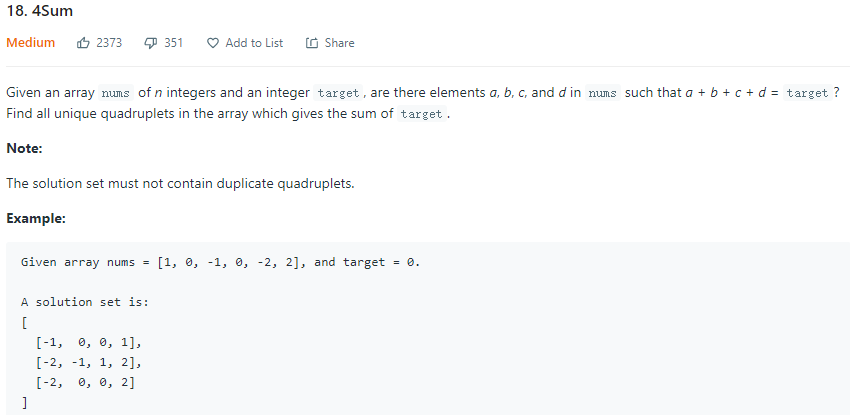 18. 4Sum
Medium 2373 351 Add to List Share
Given an array nums of n integers and an integer target, are there elements a, b, c, and d in nums such that a + b + c + d = target ?
Find all unique quadruplets in the array which gives the sum of target.
Note:
The solution set must not contain duplicate quadruplets.
Example:
Given array nums = [1, 0, -1, 0, -2, 2], and target = 0.
A solution set is:
[
[-1, 0, 0, 1],
[-2, -1, 1, 2],
[-2, 0, 0, 2]
]